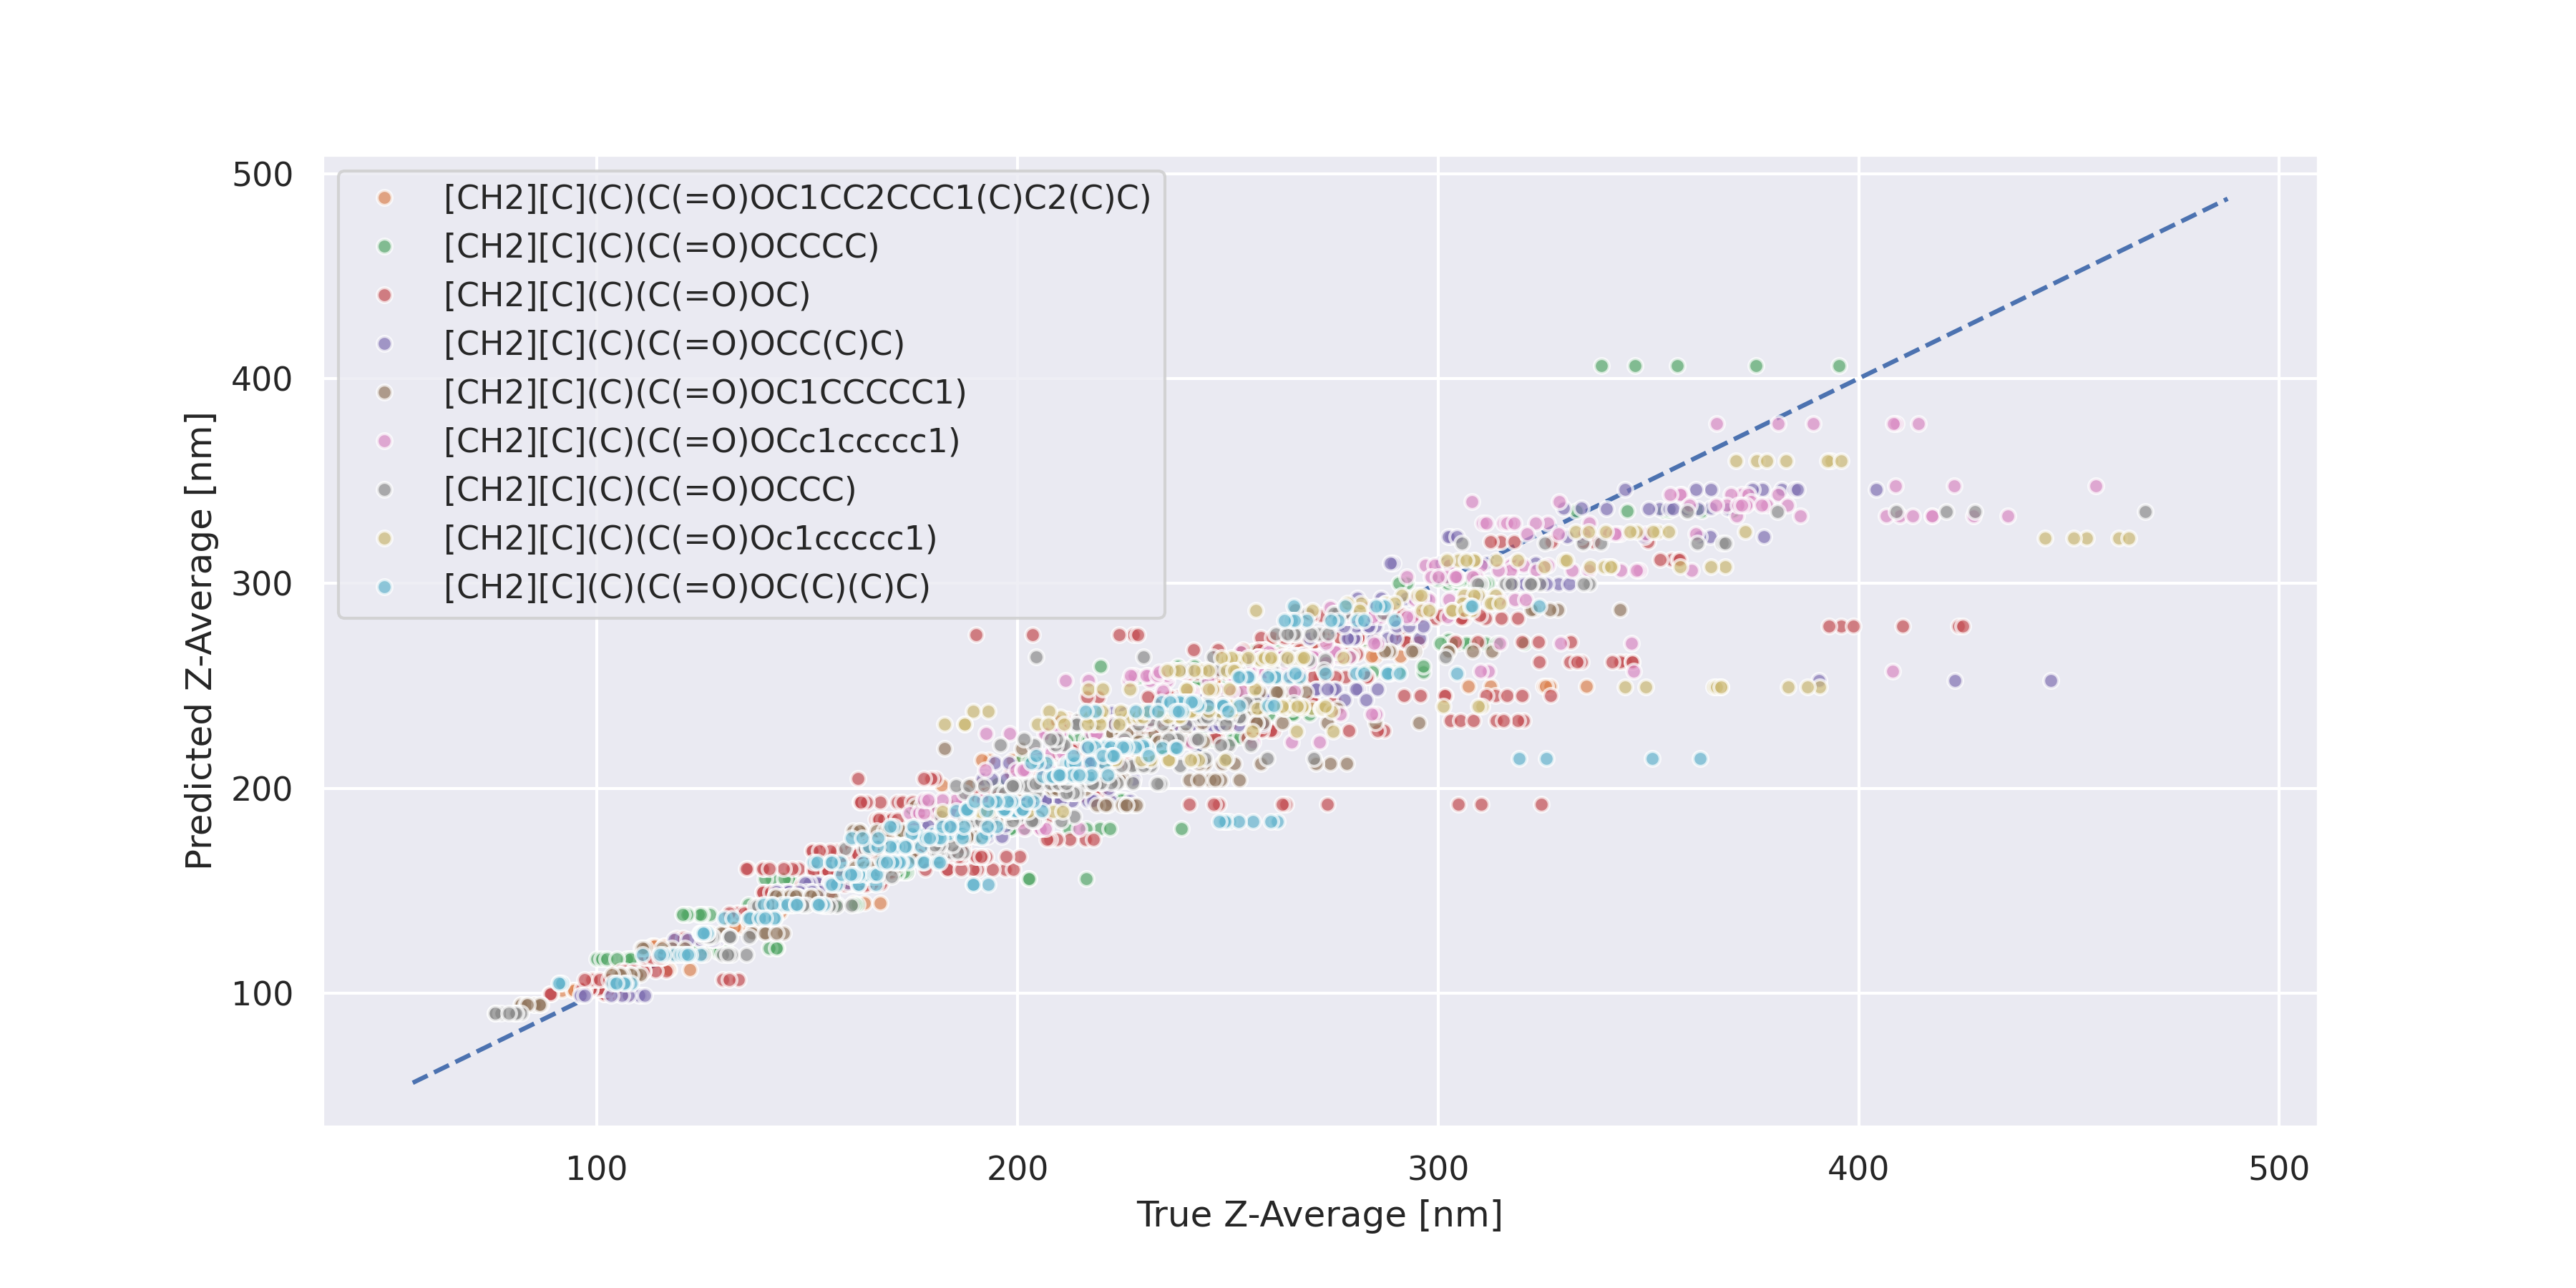 500
400
300
200
100
Predicted Z-Average [nm]
[CH2][C](C)(C(=O)OC1CC2CCC1(C)C2(C)C)
[CH2][C](C)(C(=O)OCCCC)
[CH2][C](C)(C(=O)OC)
[CH2][C](C)(C(=O)OCC(C)C)
[CH2][C](C)(C(=O)OC1CCCCC1)
[CH2][C](C)(C(=O)OCc1ccccc1)
[CH2][C](C)(C(=O)OCCC)
[CH2][C](C)(C(=O)Oc1ccccc1)
[CH2][C](C)(C(=O)OC(C)(C)C)
100 200 300 400 500
True Z-Average [nm]